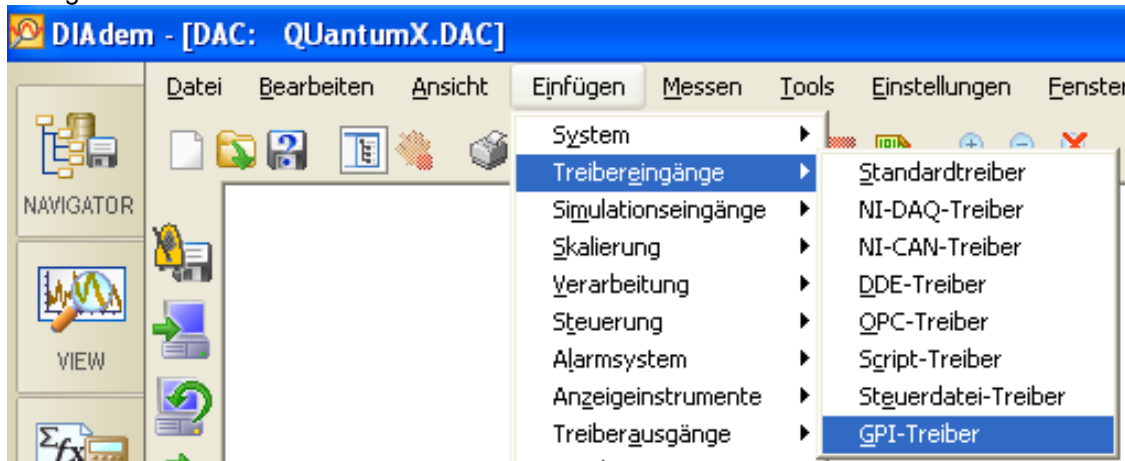 DIAdem - [DAC: QUantumX.DAC]
Datei Bearbeiten Ansicht Einfügen Messen Tools Einstellungen Fenster
System
Treibereingänge
Simulationseingänge
Skalierung
Verarbeitung
Steuerung
Alarmsystem
Anzeigeinstrumente
Treiberausgänge
Standardtreiber
NI-DAQ-Treiber
NI-CAN-Treiber
DDE-Treiber
OPC-Treiber
Script-Treiber
Steuerdatei-Treiber
GPI-Treiber
NAVIGATOR
VIEW